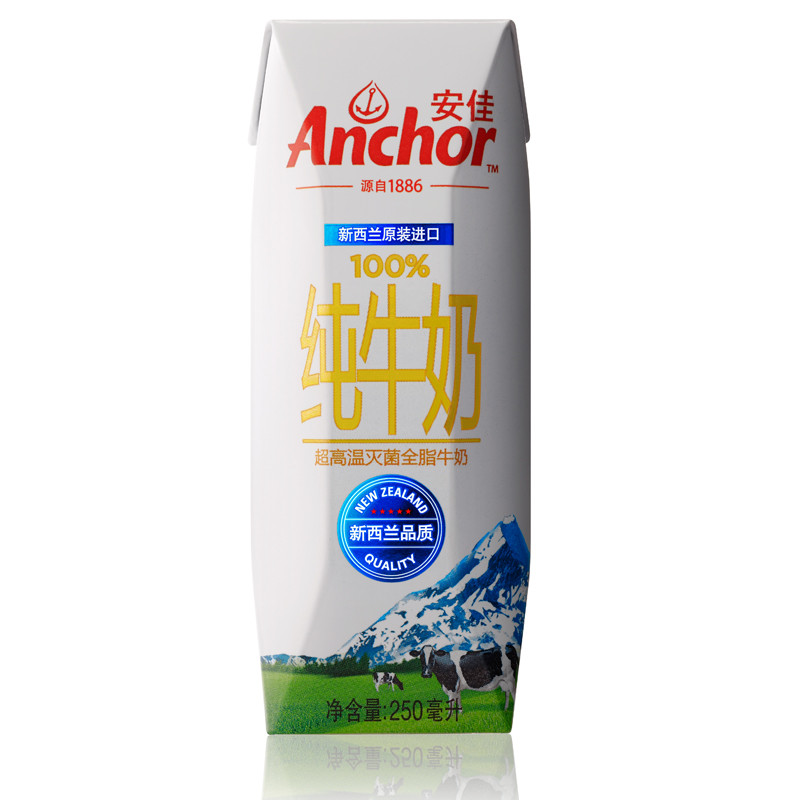 安佳
Anchor™
源自1886
新西兰原装进口
100%
纯牛奶
超高温灭菌全脂牛奶
NEW ZEALAND
新西兰品质
QUALITY
净含量:250毫升